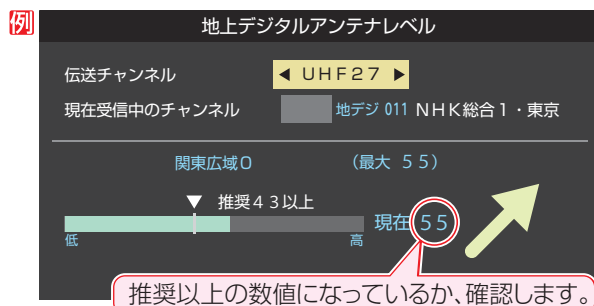 例
地上デジタルアンテナレベル
伝送チャンネル ◀ UHF27 ▶
現在受信中のチャンネル 地デジ 011 NHK総合1・東京
関東広域0 (最大 55)
▼ 推奨43以上
低 高 現在 55
推奨以上の数値になっているか、確認します。